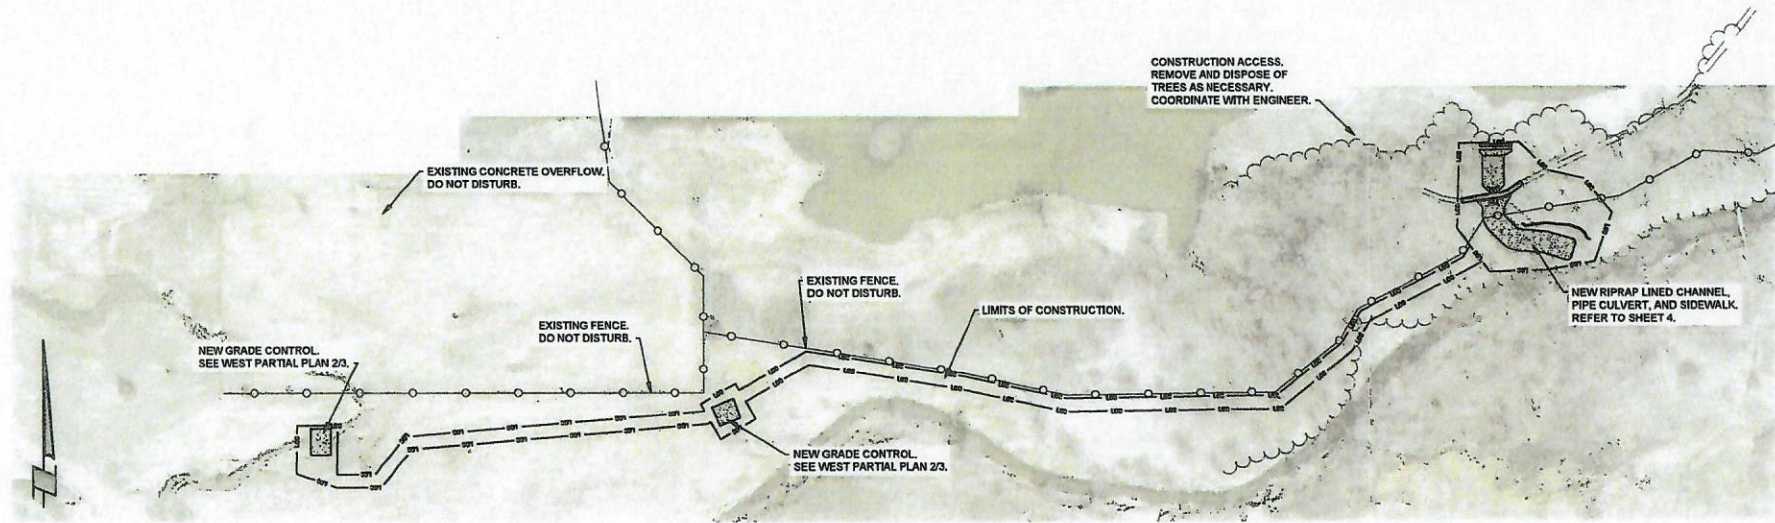 CONSTRUCTION ACCESS.
REMOVE AND DISPOSE OF
TREES AS NECESSARY.
COORDINATE WITH ENGINEER.
EXISTING CONCRETE OVERFLOW.
DO NOT DISTURB.
EXISTING FENCE.
DO NOT DISTURB.
LIMITS OF CONSTRUCTION.
NEW RIPRAP LINED CHANNEL,
PIPE CULVERT, AND SIDEWALK.
REFER TO SHEET 4.
EXISTING FENCE.
DO NOT DISTURB.
NEW GRADE CONTROL.
SEE WEST PARTIAL PLAN 2/3.
NEW GRADE CONTROL.
SEE WEST PARTIAL PLAN 2/3.